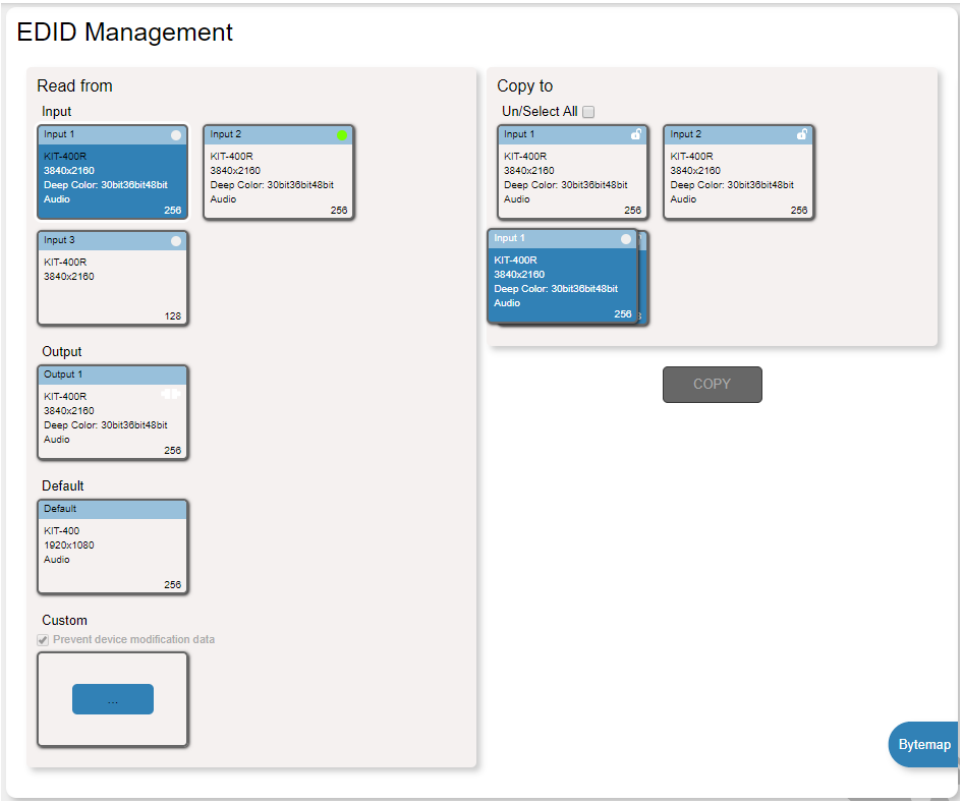 EDID Management
Read from
Input
Input 1
KIT-400R
3840x2160
Deep Color: 30bit36bit48bit
Audio
256
Input 2
KIT-400R
3840x2160
Deep Color: 30bit36bit48bit
Audio
256
Input 3
KIT-400R
3840x2160
128
Output
Output 1
KIT-400R
3840x2160
Deep Color: 30bit36bit48bit
Audio
256
Default
Default
KIT-400
1920x1080
Audio
256
Custom
Prevent device modification data
...
Copy to
Un/Select All
Input 1
KIT-400R
3840x2160
Deep Color: 30bit36bit48bit
Audio
256
Input 2
KIT-400R
3840x2160
Deep Color: 30bit36bit48bit
Audio
256
Input 1
KIT-400R
3840x2160
Deep Color: 30bit36bit48bit
Audio
256
COPY
Bytemap